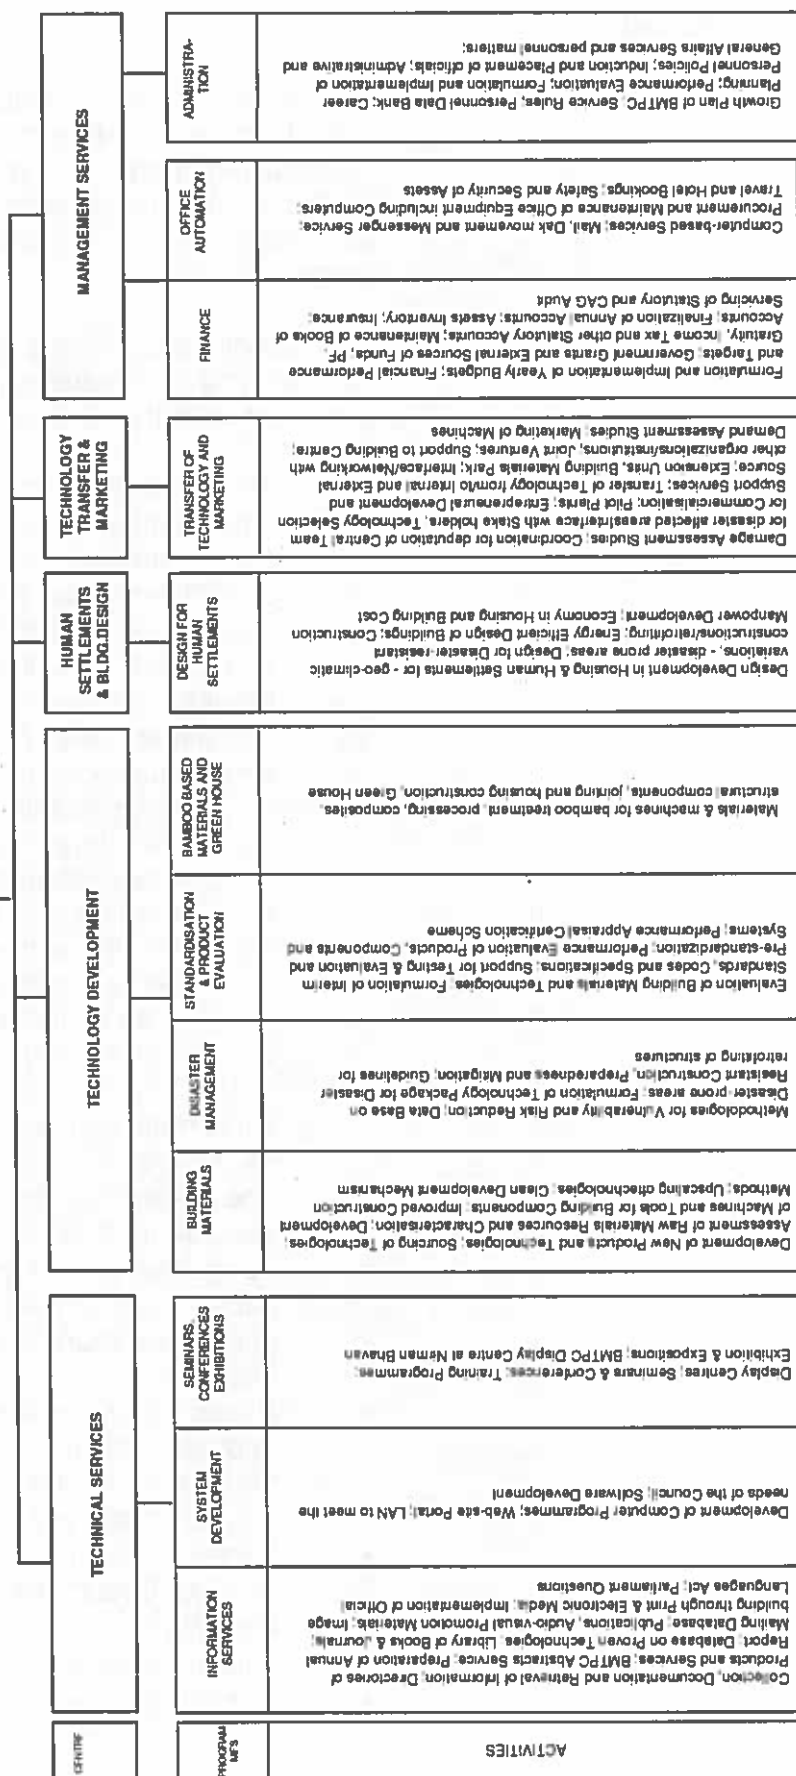 CENTRE
TECHNICAL SERVICES
TECHNOLOGY DEVELOPMENT
HUMAN
SETTLEMENTS
& BLDG.DESIGN
TECHNOLOGY
TRANSFER &
MARKETING
MANAGEMENT SERVICES
PROGRAM
MES
INFORMATION
SERVICES
SYSTEM
DEVELOPMENT
SEMINARS,
CONFERENCES
EXHIBITIONS
BUILDING
MATERIALS
DISASTER
MANAGEMENT
STANDARDISATION
& PRODUCT
EVALUATION
BAMBOO BASED
MATERIALS AND
GREEN HOUSE
DESIGN FOR
HUMAN
SETTLEMENTS
TRANSFER OF
TECHNOLOGY AND
MARKETING
FINANCE
OFFICE
AUTOMATION
ADMINISTRA-
TION
ACTIVITIES
Collection, Documentation and Retrieval of Information; Directories of
Products and Services; BMTPC Abstracts Service; Preparation of Annual
Report; Database on Proven Technologies; Library of Books & Journals;
Mailing Database; Publications, Audio-visual Promotion Materials; Image
building through Print & Electronic Media; Implementation of Official
Languages Act; Parliament Questions
Development of Computer Programmes; Web-site Portal; LAN to meet the
needs of the Council; Software Development
Display Centres; Seminars & Conferences; Training Programmes;
Exhibition & Expositions; BMTPC Display Centre at Nirman Bhavan
Development of New Products and Technologies; Sourcing of Technologies;
Assessment of Raw Materials Resources and Characterisation; Development
of Machines and Tools for Building Components; Improved Construction
Methods; Upscaling oftechnologies; Clean Development Mechanism
Methodologies for Vulnerability and Risk Reduction; Data Base on
Disaster-prone areas; Formulation of Technology Package for Disaster
Resistant Construction, Preparedness and Mitigation; Guidelines for
retrofitting of structures
Evaluation of Building Materials and Technologies; Formulation of Interim
Standards, Codes and Specifications; Support for Testing & Evaluation and
Pre-standardization; Performance Evaluation of Products, Components and
Systems; Performance Appraisal Certification Scheme
Materials & machines for bamboo treatment, processing, composites,
structural components, joining and housing construction, Green House
Design Development in Housing & Human Settlements for - geo-climatic
variations, - disaster prone areas; Design for Disaster-resistant
constructions/retrofitting; Energy Efficient Design of Buildings; Construction
Manpower Development; Economy in Housing and Building Cost
Damage Assessment Studies; Coordination for deputation of Central Team
for disaster affected areasInterface with Stake holders, Technology Selection
for Commercialisation; Pilot Plants; Entrepreneural Development and
Support Services; Transfer of Technology from/to Internal and External
Source; Extension Units, Building Materials Park; Interface/Networking with
other organizations/institutions; Joint Ventures; Support to Building Centre;
Demand Assessment Studies; Marketing of Machines
Formulation and Implementation of Yearly Budgets; Financial Performance
and Targets; Government Grants and External Sources of Funds, PF,
Gratuity, Income Tax and other Statutory Accounts; Maintenance of Books of
Accounts; Finalization of Annual Accounts; Assets Inventory; Insurance;
Servicing of Statutory and CAG Audit
Computer-based Services; Mail, Dak movement and Messenger Service;
Procurement and Maintenance of Office Equipment including Computers;
Travel and Hotel Bookings; Safety and Security of Assets
Growth Plan of BMTPC; Service Rules; Personnel Data Bank; Career
Planning; Performance Evaluation; Formulation and Implementation of
Personnel Policies; Induction and Placement of officials; Administrative and
General Affairs Services and personnel matters;